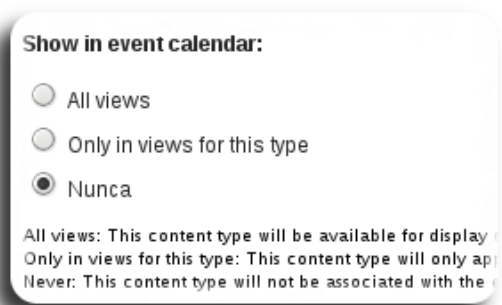 Show in event calendar:
All views
Only in views for this type
Nunca
All views: This content type will be available for display
Only in views for this type: This content type will only
Never: This content type will not be associated with the